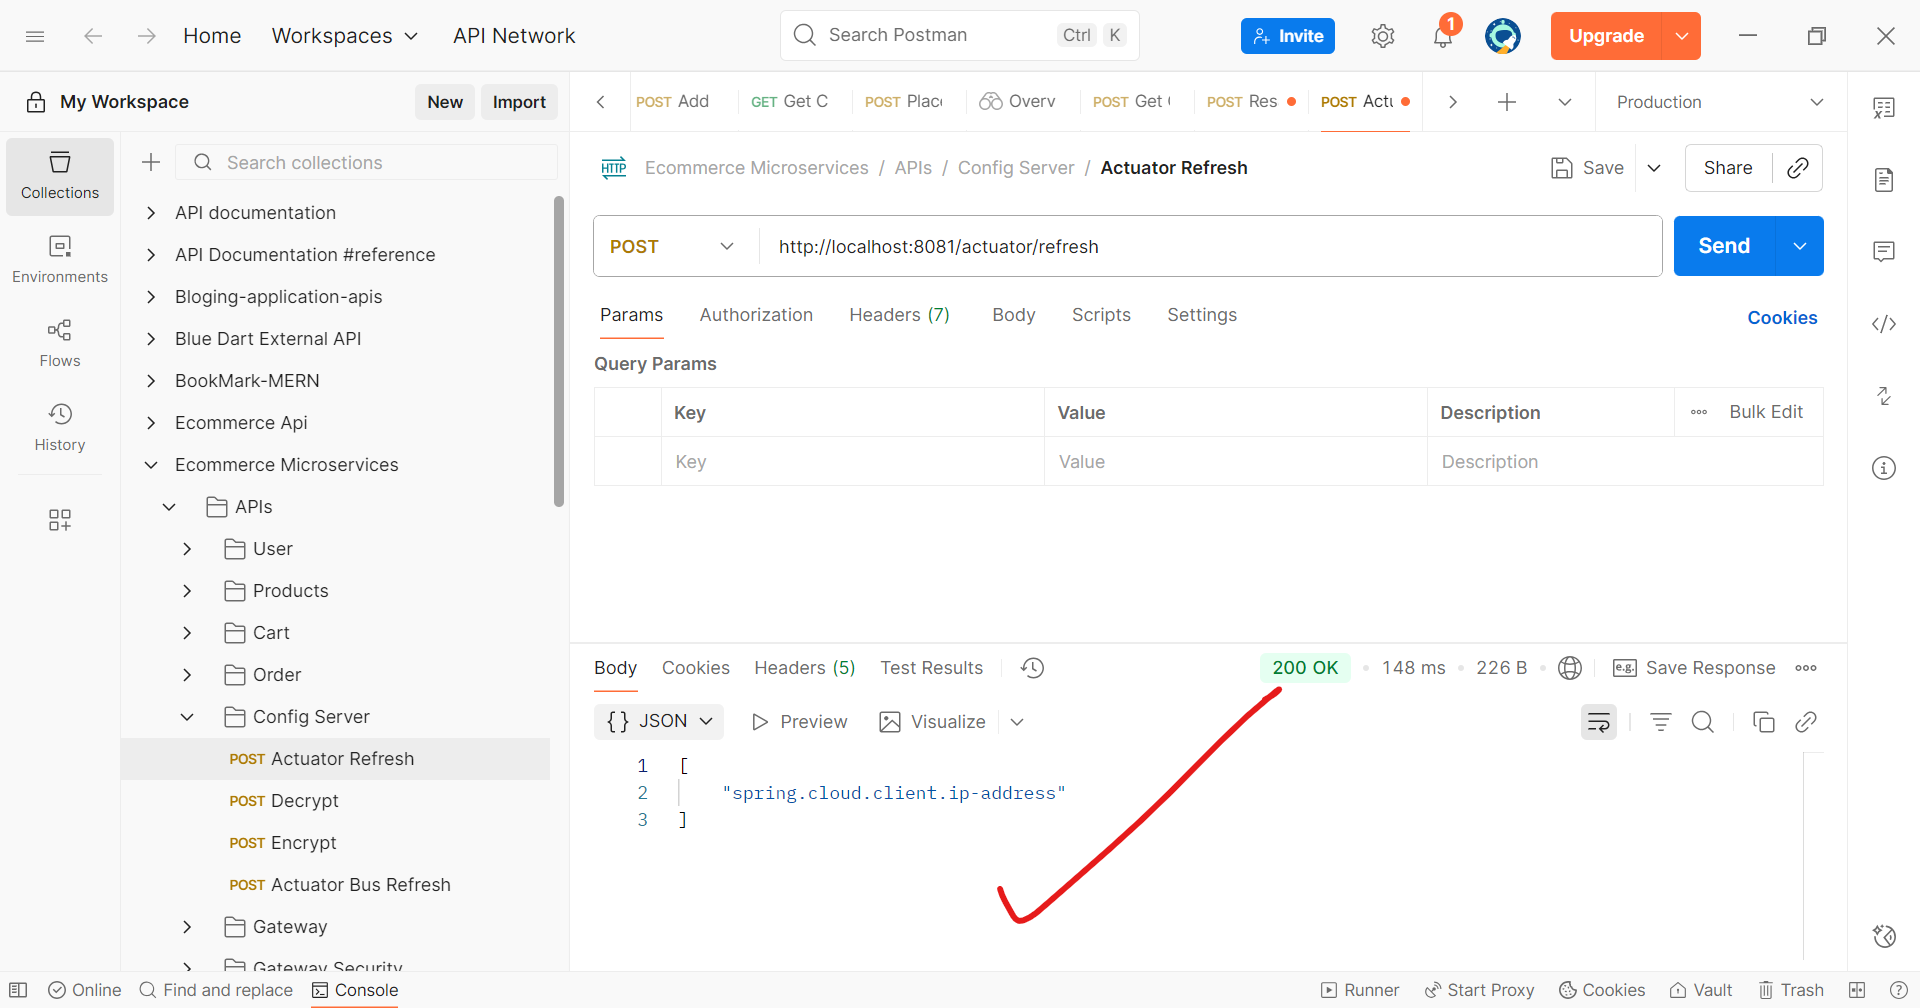 Home Workspaces API Network Search Postman Ctrl K Invite 1 Upgrade
My Workspace New Import POST Add GET Get C POST Plac Overv POST Get POST Res POST Actu Production
Collections
Search collections
Environments
Flows
History
API documentation
API Documentation #reference
Bloging-application-apis
Blue Dart External API
BookMark-MERN
Ecommerce Api
Ecommerce Microservices
APIs
User
Products
Cart
Order
Config Server
POST Actuator Refresh
POST Decrypt
POST Encrypt
POST Actuator Bus Refresh
Gateway
Gateway Security
HTTP Ecommerce Microservices / APIs / Config Server / Actuator Refresh Save Share
POST http://localhost:8081/actuator/refresh Send
Params Authorization Headers (7) Body Scripts Settings Cookies
Query Params
Key Value Description Bulk Edit
Key Value Description
Body Cookies Headers (5) Test Results 200 OK 148 ms 226 B e.g. Save Response
{} JSON Preview Visualize
1 [
2 "spring.cloud.client.ip-address"
3 ]
Online Find and replace Console Runner Start Proxy Cookies Vault Trash